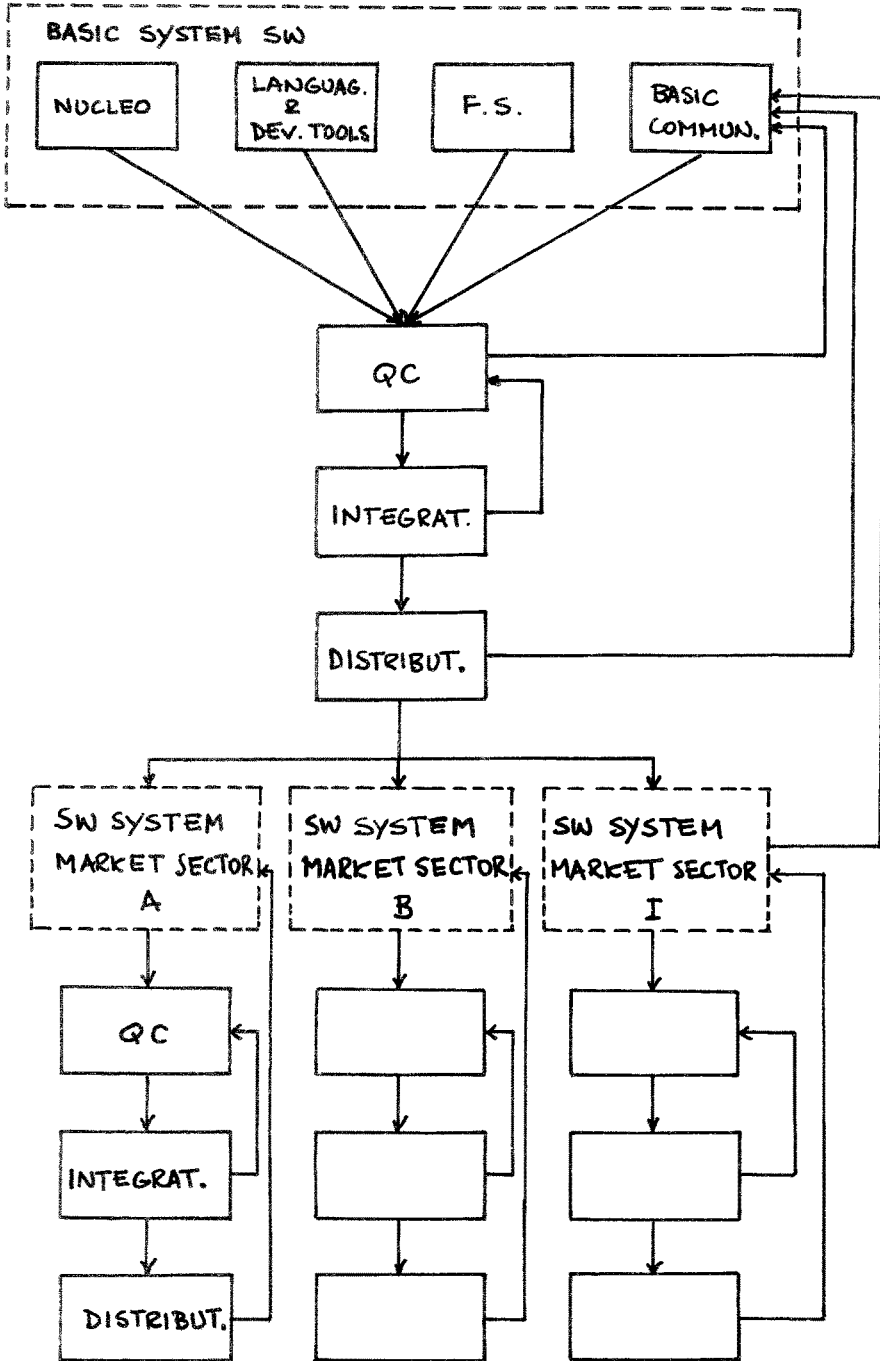 BASIC SYSTEM SW
NUCLEO
LANGUAG.
&
DEV. TOOLS
F.S.
BASIC
COMMUN.
QC
INTEGRAT.
DISTRIBUT.
SW SYSTEM
MARKET SECTOR
A
SW SYSTEM
MARKET SECTOR
B
SW SYSTEM
MARKET SECTOR
I
QC
INTEGRAT.
DISTRIBUT.